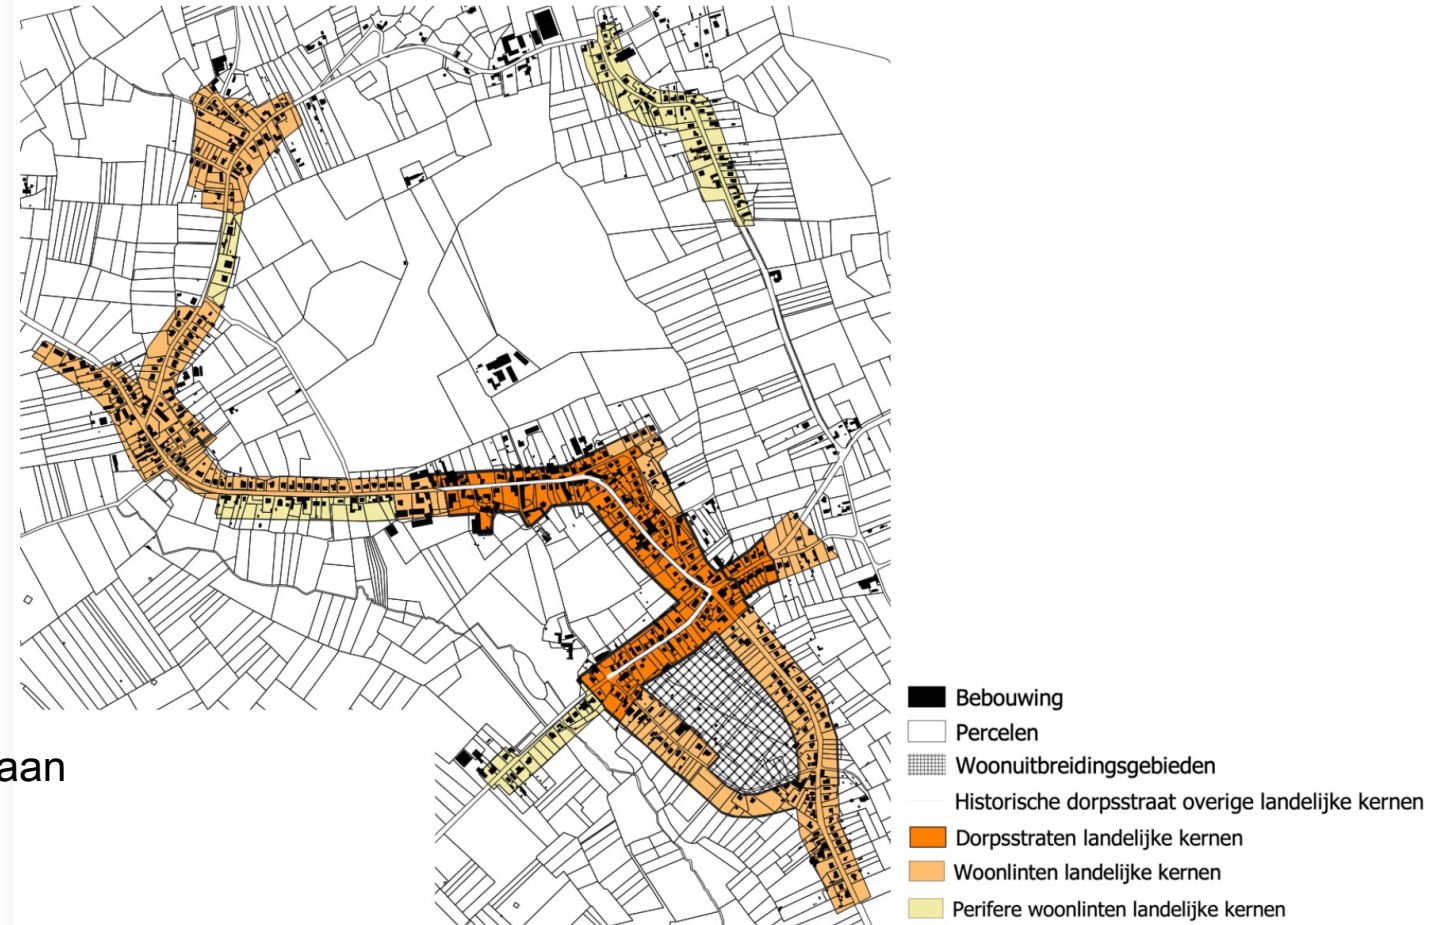 Bebouwing
Percelen
Woonuitbreidingsgebieden
aan
Historische dorpsstraat overige landelijke kernen
Dorpsstraten landelijke kernen
Woonlinten landelijke kernen
Perifere woonlinten landelijke kernen